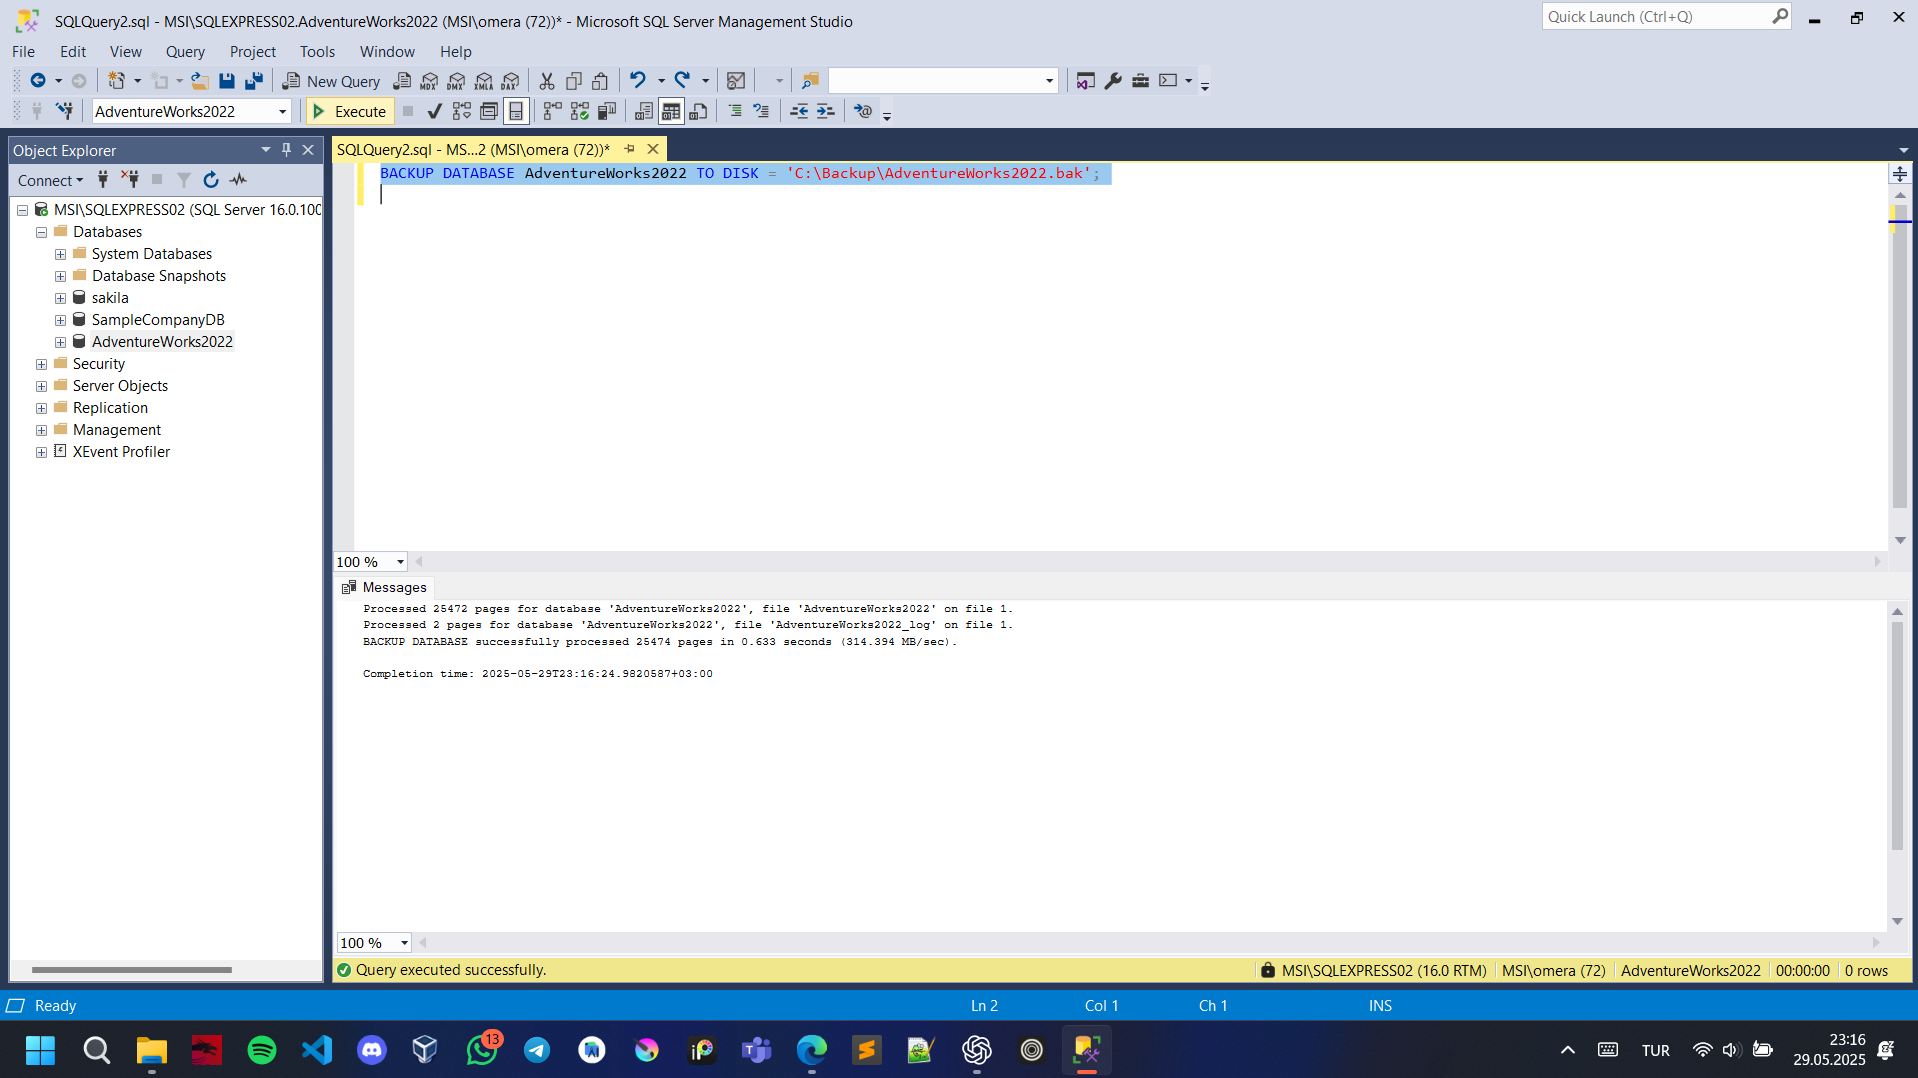 SQLQuery2.sql - MSI\SQLEXPRESS02.AdventureWorks2022 (MSI\omera (72))* - Microsoft SQL Server Management Studio
Quick Launch (Ctrl+Q)
File Edit View Query Project Tools Window Help
New Query
MDX DMX XMLA DAX
AdventureWorks2022
Execute
Object Explorer
Connect
MSI\SQLEXPRESS02 (SQL Server 16.0.100
Databases
System Databases
Database Snapshots
sakila
SampleCompanyDB
AdventureWorks2022
Security
Server Objects
Replication
Management
XEvent Profiler
SQLQuery2.sql - MS...2 (MSI\omera (72))*
BACKUP DATABASE AdventureWorks2022 TO DISK = 'C:\Backup\AdventureWorks2022.bak';
100 %
Messages
Processed 25472 pages for database 'AdventureWorks2022', file 'AdventureWorks2022' on file 1.
Processed 2 pages for database 'AdventureWorks2022', file 'AdventureWorks2022_log' on file 1.
BACKUP DATABASE successfully processed 25474 pages in 0.633 seconds (314.394 MB/sec).
Completion time: 2025-05-29T23:16:24.9820587+03:00
100 %
Query executed successfully.
MSI\SQLEXPRESS02 (16.0 RTM) MSI\omera (72) AdventureWorks2022 00:00:00 0 rows
Ready
Ln 2 Col 1 Ch 1 INS
13
TUR
23:16
29.05.2025